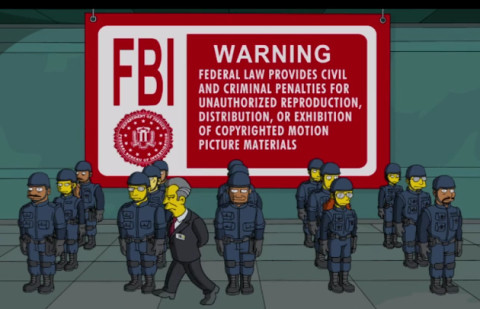 FBI
WARNING
FEDERAL LAW PROVIDES CIVIL
AND CRIMINAL PENALTIES FOR
UNAUTHORIZED REPRODUCTION,
DISTRIBUTION, OR EXHIBITION
OF COPYRIGHTED MOTION
PICTURE MATERIALS